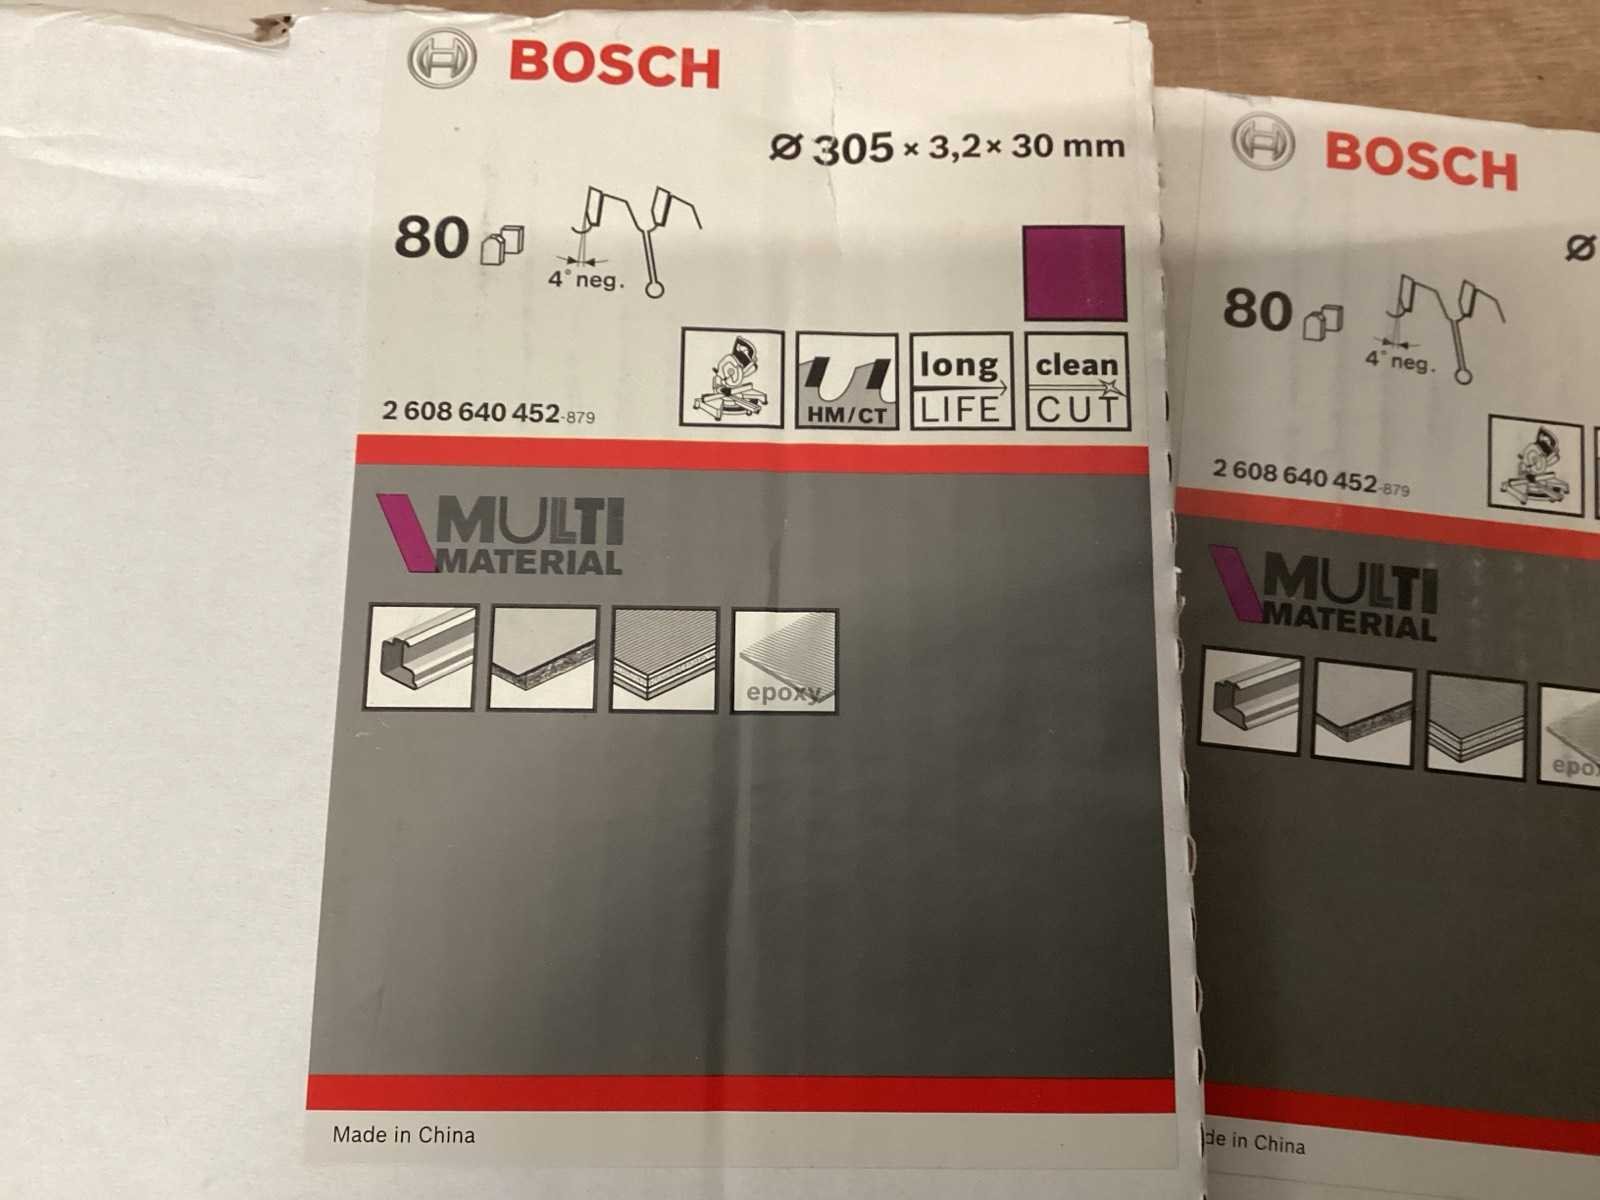 BOSCH
Ø 305 × 3,2 × 30 mm
80
4° neg.
HM/CT
long
LIFE
clean
CUT
2 608 640 452-879
MULTI
MATERIAL
epoxy
Made in China
BOSCH
Ø
80
4° neg.
2 608 640 452-879
MULTI
MATERIAL
epox
de in China